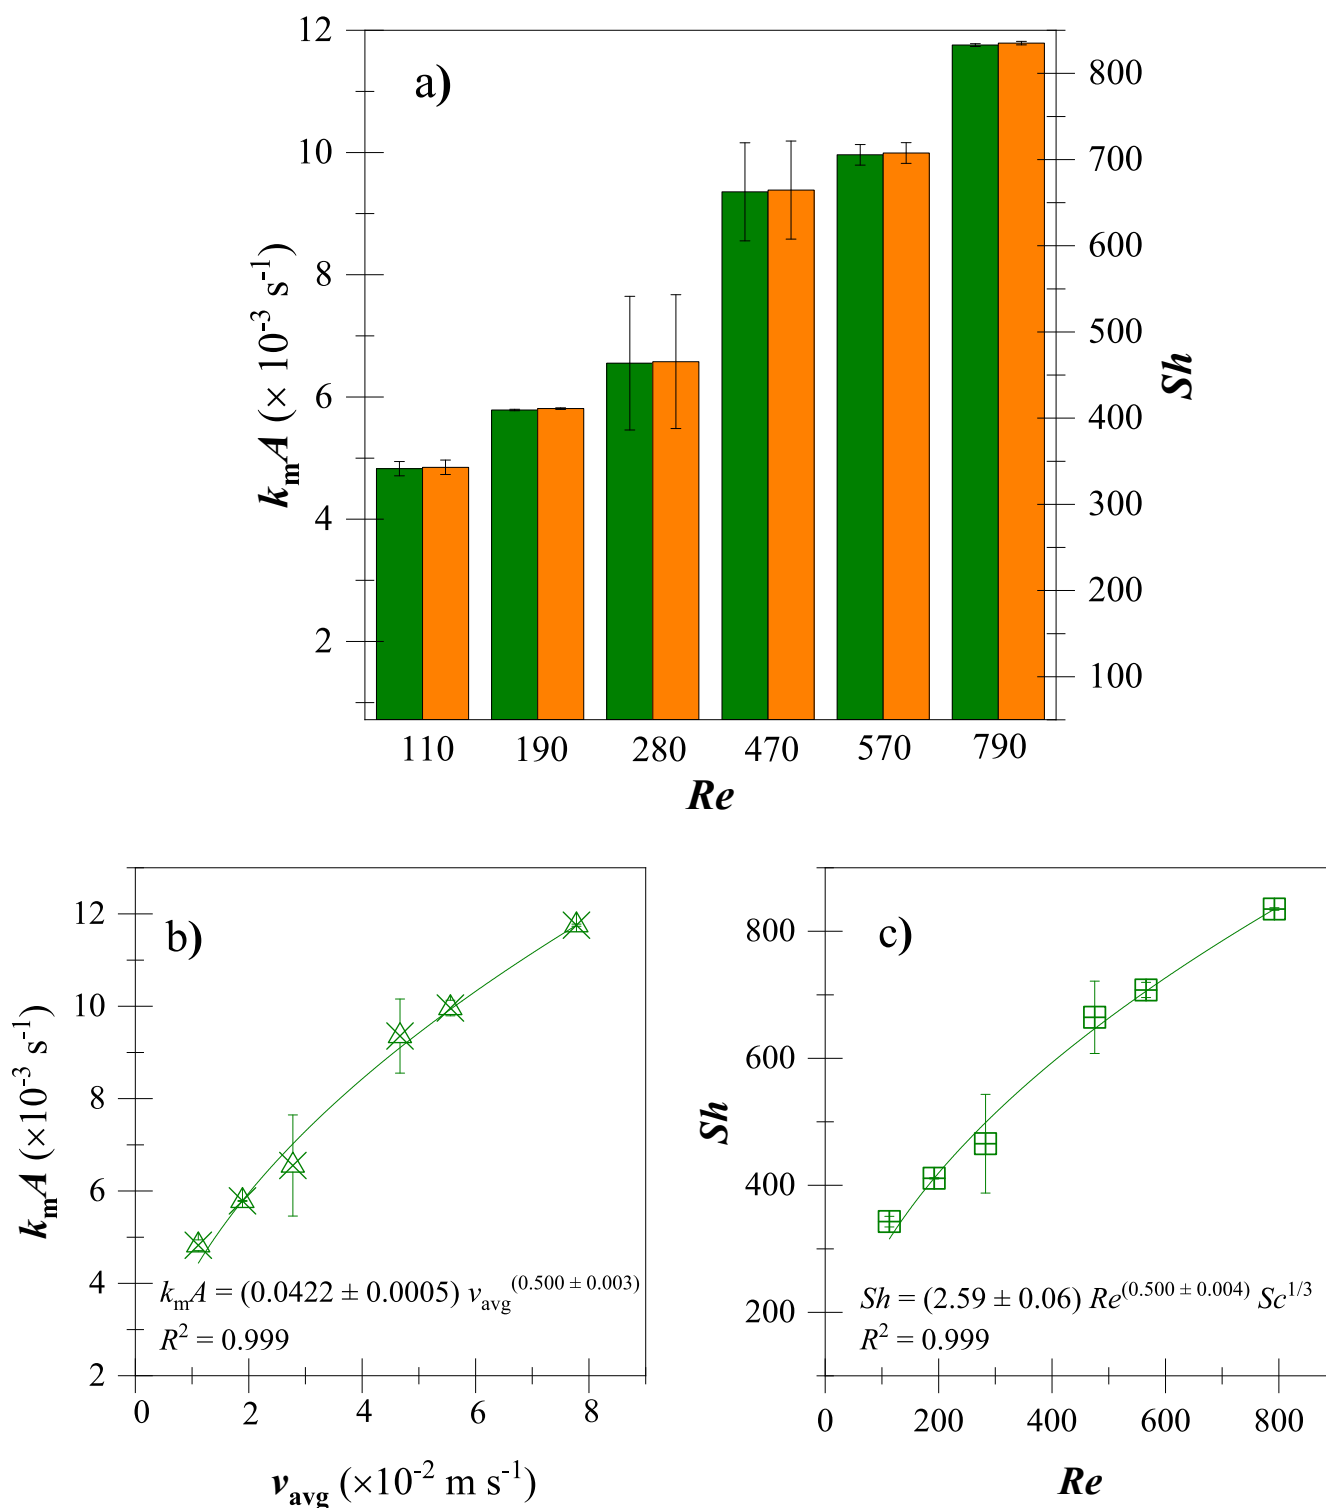 a)
12
10
8
6
4
2
k_m A (× 10^-3 s^-1)
800
700
600
500
400
300
200
100
Sh
110 190 280 470 570 790
Re
b)
12
10
8
6
4
2
k_m A (×10^-3 s^-1)
k_m A = (0.0422 ± 0.0005) v_avg^(0.500 ± 0.003)
R^2 = 0.999
0 2 4 6 8
v_avg (×10^-2 m s^-1)
c)
800
600
400
200
Sh
Sh = (2.59 ± 0.06) Re^(0.500 ± 0.004) Sc^1/3
R^2 = 0.999
0 200 400 600 800
Re